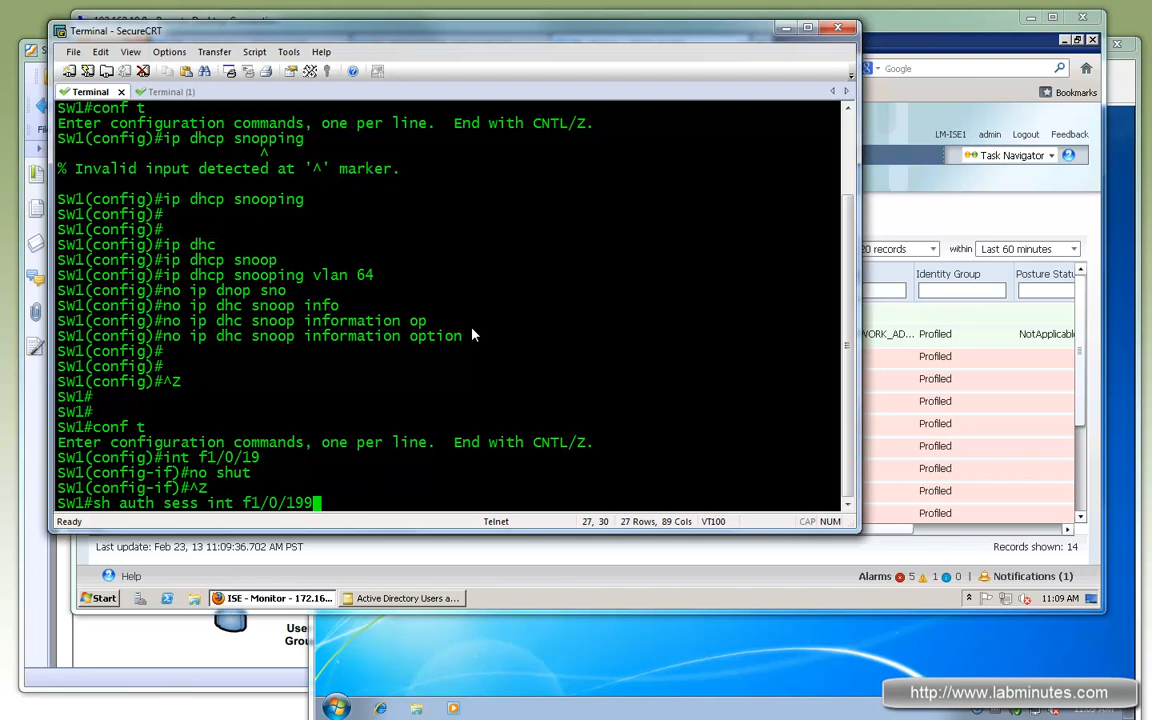 Terminal - SecureCRT
File Edit View Options Transfer Script Tools Help
Terminal
Terminal (1)
SW1#conf t
Enter configuration commands, one per line.  End with CNTL/Z.
SW1(config)#ip dhcp snopping
^
% Invalid input detected at '^' marker.
SW1(config)#ip dhcp snooping
SW1(config)#
SW1(config)#
SW1(config)#ip dhc
SW1(config)#ip dhcp snoop
SW1(config)#ip dhcp snooping vlan 64
SW1(config)#no ip dnop sno
SW1(config)#no ip dhc snoop info
SW1(config)#no ip dhc snoop information op
SW1(config)#no ip dhc snoop information option
SW1(config)#
SW1(config)#
SW1(config)#^Z
SW1#
SW1#
SW1#conf t
Enter configuration commands, one per line.  End with CNTL/Z.
SW1(config)#int f1/0/19
SW1(config-if)#no shut
SW1(config-if)#^Z
SW1#sh auth sess int f1/0/199
Ready Telnet 27, 30 27 Rows, 89 Cols VT100 CAP NUM
Google
Bookmarks
LM-ISE1 admin Logout Feedback
Task Navigator
20 records within Last 60 minutes
Identity Group Posture Statu
WORK_AD... Profiled NotApplicable
Profiled
Profiled
Profiled
Profiled
Profiled
Profiled
Profiled
Profiled
Last update: Feb 23, 13 11:09:36.702 AM PST Records shown: 14
Help Alarms 5 1 0 Notifications (1)
Start ISE - Monitor - 172.16... Active Directory Users a... 11:09 AM
Use
Grou
http://www.labminutes.com